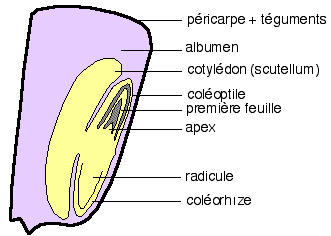 péricarpe + téguments
albumen
cotylédon (scutellum)
coléoptile
première feuille
apex
radicule
coléorhize